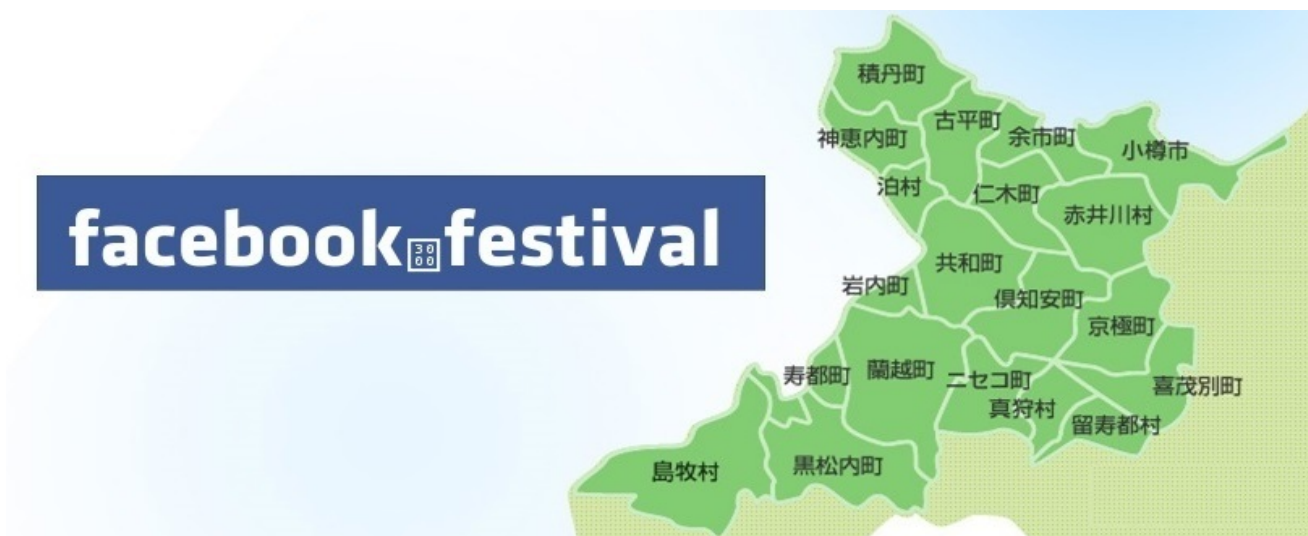 facebook festival
積丹町
古平町
神恵内町
余市町
小樽市
泊村
仁木町
赤井川村
共和町
岩内町
倶知安町
京極町
寿都町
蘭越町
ニセコ町
喜茂別町
真狩村
留寿都村
島牧村
黒松内町